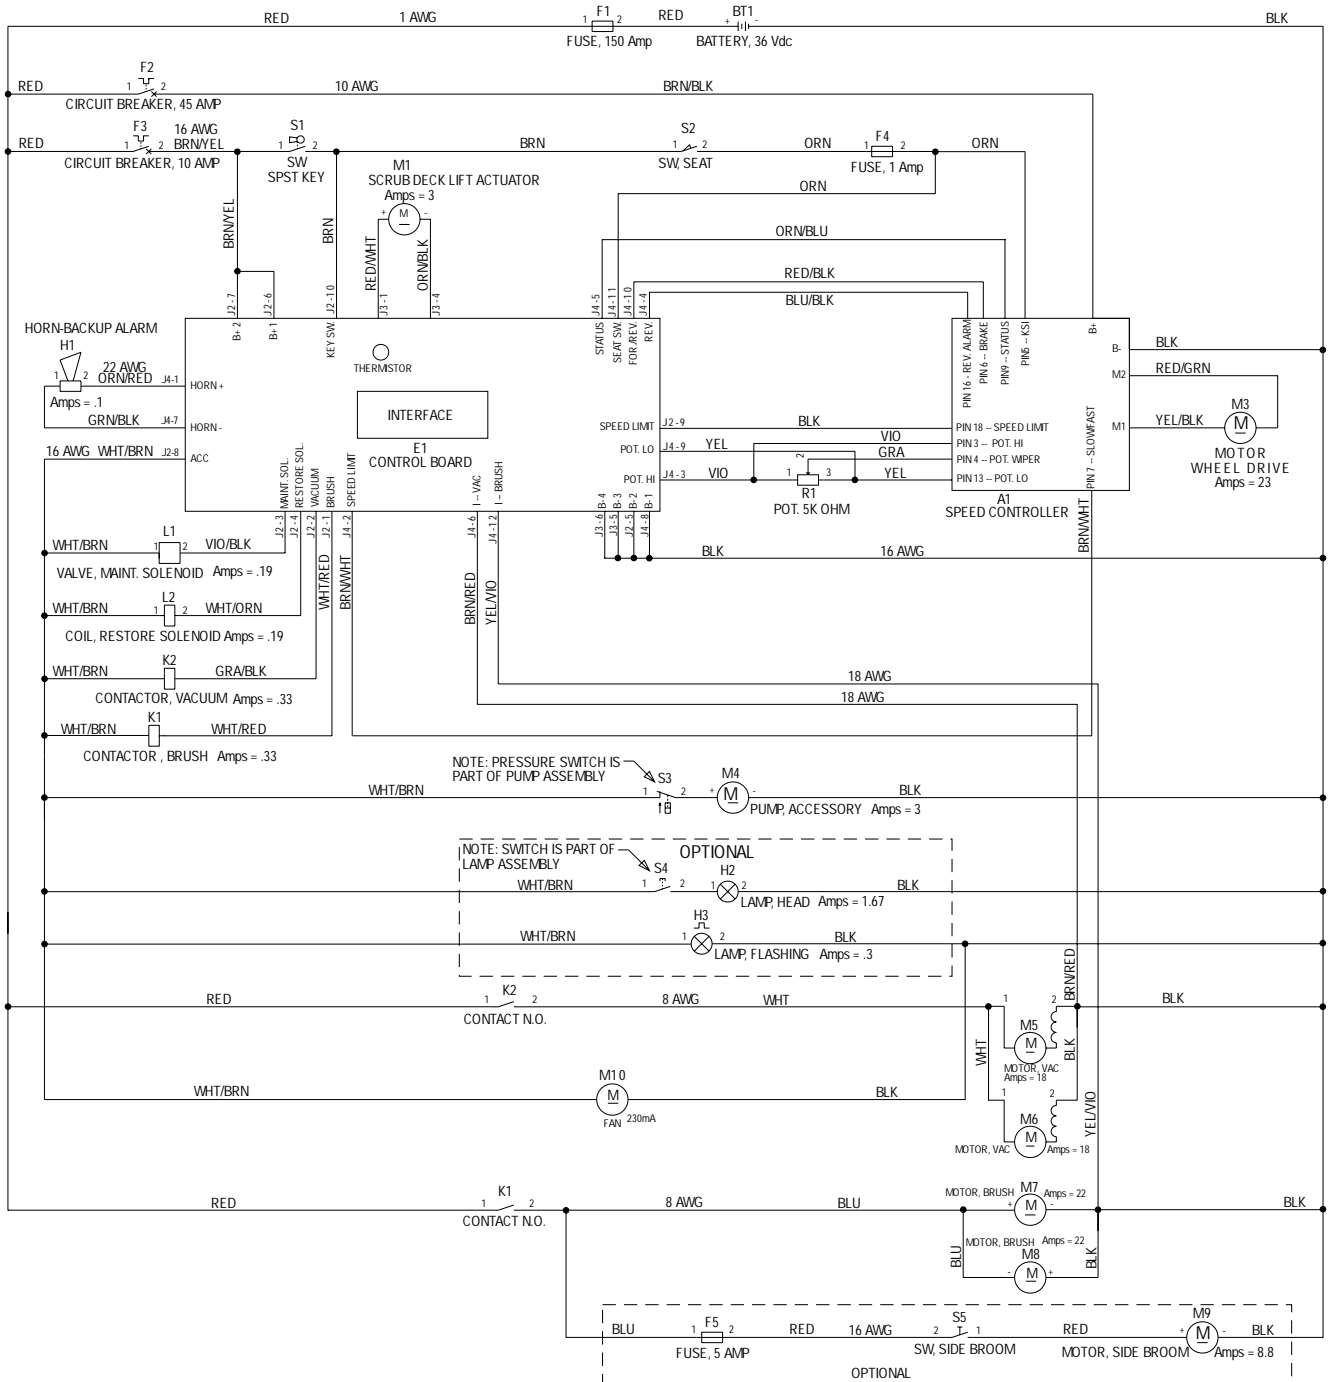 RED 1 AWG F1 RED BT1 BLK
1 2 + -
FUSE, 150 Amp BATTERY, 36 Vdc
F2
RED 1 2 10 AWG BRN/BLK
CIRCUIT BREAKER, 45 AMP
F3 16 AWG S1 S2
RED 1 2 BRN/YEL 1 2 BRN 1 2 ORN 1 F4 2 ORN
CIRCUIT BREAKER, 10 AMP SW SW, SEAT FUSE, 1 Amp
SPST KEY
M1
SCRUB DECK LIFT ACTUATOR
Amps = 3
+ M -
ORN
BRN/YEL
BRN
RED/WHT
ORN/BLK
ORN/BLU
RED/BLK
BLU/BLK
J2-7
J2-6
J2-10
J3-1
J3-4
J4-5
J4-11
J4-10
J4-4
HORN-BACKUP ALARM
H1
1 2 22 AWG
ORN/RED J4-1
Amps = .1
GRN/BLK J4-7
16 AWG WHT/BRN J2-8
B+ 2
B+ 1
KEY SW.
THERMISTOR
STATUS
SEAT SW.
FOR./REV.
REV.
HORN +
HORN -
ACC
INTERFACE
E1
CONTROL BOARD
SPEED LIMIT J2-9 BLK
POT. LO J4-9 YEL
POT. HI J4-3 VIO
VIO
GRA
YEL
2
1 3
R1
POT. 5K OHM
PIN 16 - REV. ALARM
PIN 6 -- BRAKE
PIN9 -- STATUS
PIN5 -- KSI
B+
B-
M2
M1
PIN 18 -- SPEED LIMIT
PIN 3 -- POT. HI
PIN 4 -- POT. WIPER
PIN 13 -- POT. LO
PIN 7 -- SLOW/FAST
A1
SPEED CONTROLLER
BLK
RED/GRN
YEL/BLK
M3
M
MOTOR
WHEEL DRIVE
Amps = 23
MAINT. SOL.
RESTORE SOL.
VACUUM
BRUSH
SPEED LIMIT
I -- VAC
I -- BRUSH
B-4
B-3
B-2
B-1
J2-3
J2-4
J2-2
J2-1
J4-2
J4-6
J4-12
J3-6
J3-5
J2-5
J4-8
BLK 16 AWG
BRN/WHT
WHT/RED
BRN/WHT
BRN/RED
YEL/VIO
WHT/BRN L1 VIO/BLK
1 2
VALVE, MAINT. SOLENOID Amps = .19
WHT/BRN L2 WHT/ORN
1 2
COIL, RESTORE SOLENOID Amps = .19
WHT/BRN K2 GRA/BLK
1 2
CONTACTOR, VACUUM Amps = .33
WHT/BRN K1 WHT/RED
1 2
CONTACTOR , BRUSH Amps = .33
18 AWG
18 AWG
NOTE: PRESSURE SWITCH IS
PART OF PUMP ASSEMBLY
WHT/BRN 1 S3 2 + M4 - BLK
M
PUMP, ACCESSORY Amps = 3
NOTE: SWITCH IS PART OF
LAMP ASSEMBLY
OPTIONAL
WHT/BRN 1 S4 2 1 H2 2 BLK
LAMP, HEAD Amps = 1.67
WHT/BRN 1 H3 2 BLK
LAMP, FLASHING Amps = .3
BRN/RED
RED 1 K2 2 8 AWG WHT 1 2 BLK
CONTACT N.O.
M5
M
WHT
BLK
MOTOR, VAC
Amps = 18
WHT/BRN M10 BLK
M
FAN 230mA
1 2
M6
M
MOTOR, VAC Amps = 18
YEL/VIO
RED 1 K1 2 8 AWG BLU MOTOR, BRUSH M7 Amps = 22 BLK
+ M -
CONTACT N.O.
MOTOR, BRUSH Amps = 22
M8
- M +
BLU
BLK
BLU 1 F5 2 RED 16 AWG 2 S5 1 RED + M9 - BLK
M
FUSE, 5 AMP SW, SIDE BROOM MOTOR, SIDE BROOM Amps = 8.8
OPTIONAL